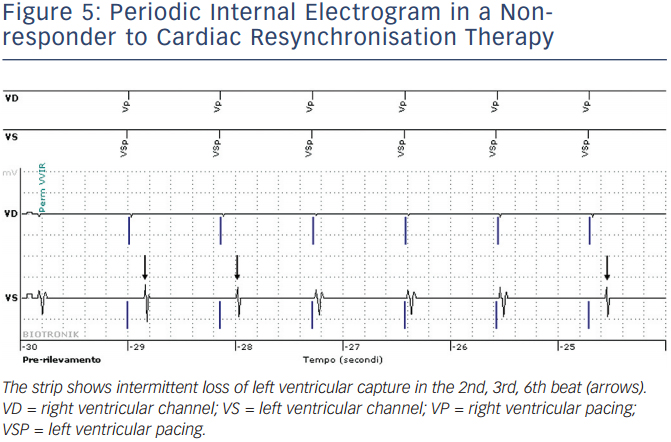 Figure 5: Periodic Internal Electrogram in a Non-
responder to Cardiac Resynchronisation Therapy
VD
VP VP VP VP VP VP
VS
VSP VSP VSP VSP VSP VSP
mV
Perm VVIR
VD
VS
BIOTRONIK
-30 -29 -28 -27 -26 -25
Pre-rilevamento Tempo (secondi)
The strip shows intermittent loss of left ventricular capture in the 2nd, 3rd, 6th beat (arrows).
VD = right ventricular channel; VS = left ventricular channel; VP = right ventricular pacing;
VSP = left ventricular pacing.